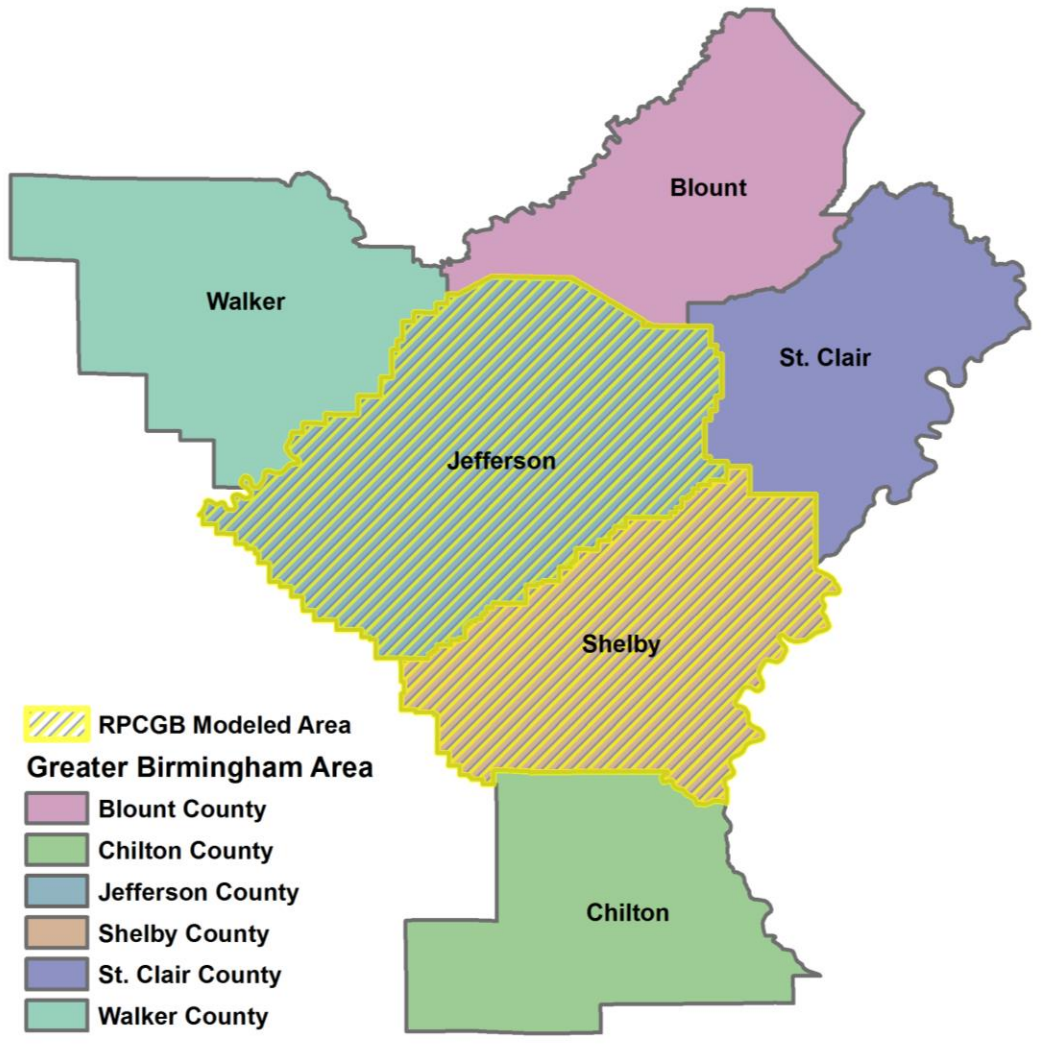 Blount
Walker
St. Clair
Jefferson
Shelby
RPCGB Modeled Area
Greater Birmingham Area
Blount County
Chilton County
Jefferson County
Shelby County
St. Clair County
Walker County
Chilton